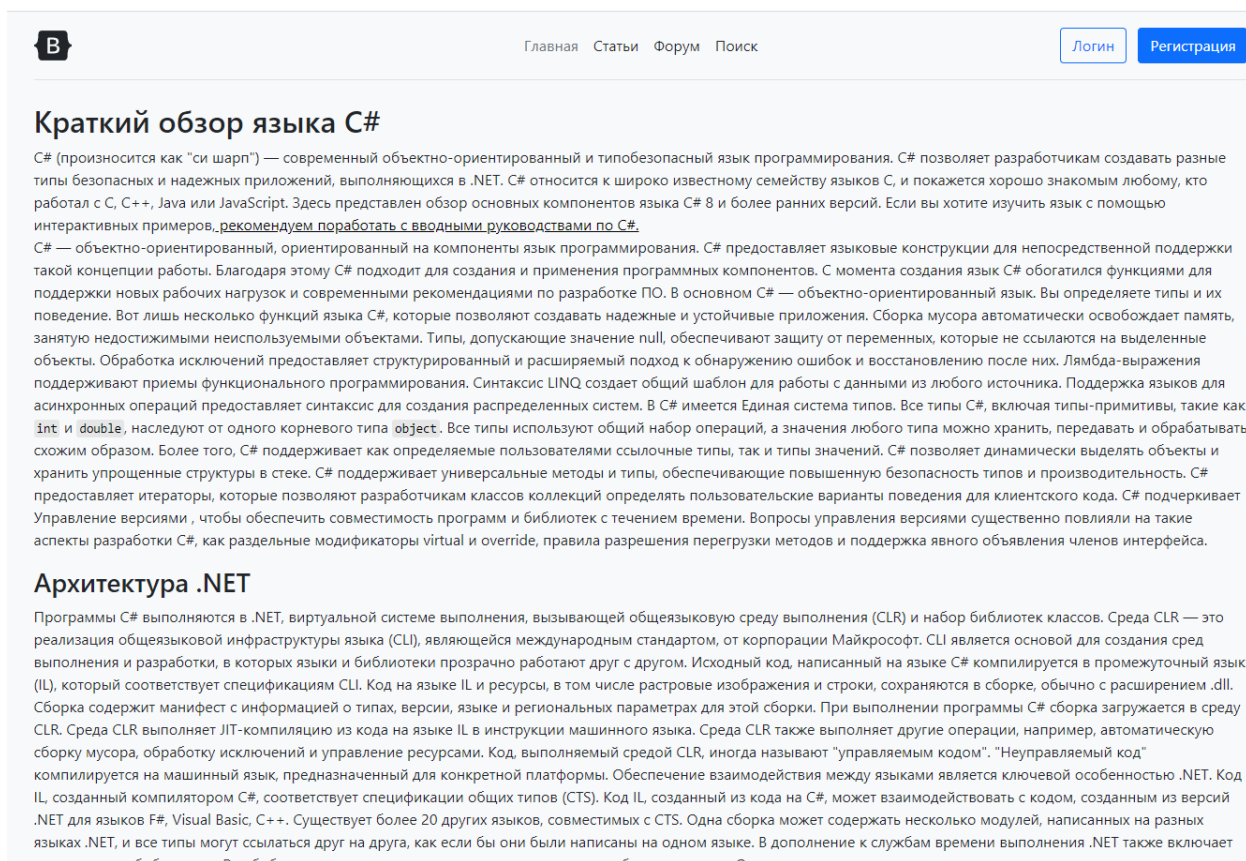 B
Главная Статьи Форум Поиск
Логин Регистрация
Краткий обзор языка C#
C# (произносится как "си шарп") — современный объектно-ориентированный и типобезопасный язык программирования. C# позволяет разработчикам создавать разные
типы безопасных и надежных приложений, выполняющихся в .NET. C# относится к широко известному семейству языков C, и покажется хорошо знакомым любому, кто
работал с C, C++, Java или JavaScript. Здесь представлен обзор основных компонентов языка C# 8 и более ранних версий. Если вы хотите изучить язык с помощью
интерактивных примеров, рекомендуем поработать с вводными руководствами по C#.
C# — объектно-ориентированный, ориентированный на компоненты язык программирования. C# предоставляет языковые конструкции для непосредственной поддержки
такой концепции работы. Благодаря этому C# подходит для создания и применения программных компонентов. С момента создания язык C# обогатился функциями для
поддержки новых рабочих нагрузок и современными рекомендациями по разработке ПО. В основном C# — объектно-ориентированный язык. Вы определяете типы и их
поведение. Вот лишь несколько функций языка C#, которые позволяют создавать надежные и устойчивые приложения. Сборка мусора автоматически освобождает память,
занятую недостижимыми неиспользуемыми объектами. Типы, допускающие значение null, обеспечивают защиту от переменных, которые не ссылаются на выделенные
объекты. Обработка исключений предоставляет структурированный и расширяемый подход к обнаружению ошибок и восстановлению после них. Лямбда-выражения
поддерживают приемы функционального программирования. Синтаксис LINQ создает общий шаблон для работы с данными из любого источника. Поддержка языков для
асинхронных операций предоставляет синтаксис для создания распределенных систем. В C# имеется Единая система типов. Все типы C#, включая типы-примитивы, такие как
int и double, наследуют от одного корневого типа object. Все типы используют общий набор операций, а значения любого типа можно хранить, передавать и обрабатывать
схожим образом. Более того, C# поддерживает как определяемые пользователями ссылочные типы, так и типы значений. C# позволяет динамически выделять объекты и
хранить упрощенные структуры в стеке. C# поддерживает универсальные методы и типы, обеспечивающие повышенную безопасность типов и производительность. C#
предоставляет итераторы, которые позволяют разработчикам классов коллекций определять пользовательские варианты поведения для клиентского кода. C# подчеркивает
Управление версиями , чтобы обеспечить совместимость программ и библиотек с течением времени. Вопросы управления версиями существенно повлияли на такие
аспекты разработки C#, как раздельные модификаторы virtual и override, правила разрешения перегрузки методов и поддержка явного объявления членов интерфейса.
Архитектура .NET
Программы C# выполняются в .NET, виртуальной системе выполнения, вызывающей общеязыковую среду выполнения (CLR) и набор библиотек классов. Среда CLR — это
реализация общеязыковой инфраструктуры языка (CLI), являющейся международным стандартом, от корпорации Майкрософт. CLI является основой для создания сред
выполнения и разработки, в которых языки и библиотеки прозрачно работают друг с другом. Исходный код, написанный на языке C# компилируется в промежуточный язык
(IL), который соответствует спецификациям CLI. Код на языке IL и ресурсы, в том числе растровые изображения и строки, сохраняются в сборке, обычно с расширением .dll.
Сборка содержит манифест с информацией о типах, версии, языке и региональных параметрах для этой сборки. При выполнении программы C# сборка загружается в среду
CLR. Среда CLR выполняет JIT-компиляцию из кода на языке IL в инструкции машинного языка. Среда CLR также выполняет другие операции, например, автоматическую
сборку мусора, обработку исключений и управление ресурсами. Код, выполняемый средой CLR, иногда называют "управляемым кодом". "Неуправляемый код"
компилируется на машинный язык, предназначенный для конкретной платформы. Обеспечение взаимодействия между языками является ключевой особенностью .NET. Код
IL, созданный компилятором C#, соответствует спецификации общих типов (CTS). Код IL, созданный из кода на C#, может взаимодействовать с кодом, созданным из версий
.NET для языков F#, Visual Basic, C++. Существует более 20 других языков, совместимых с CTS. Одна сборка может содержать несколько модулей, написанных на разных
языках .NET, и все типы могут ссылаться друг на друга, как если бы они были написаны на одном языке. В дополнение к службам времени выполнения .NET также включает